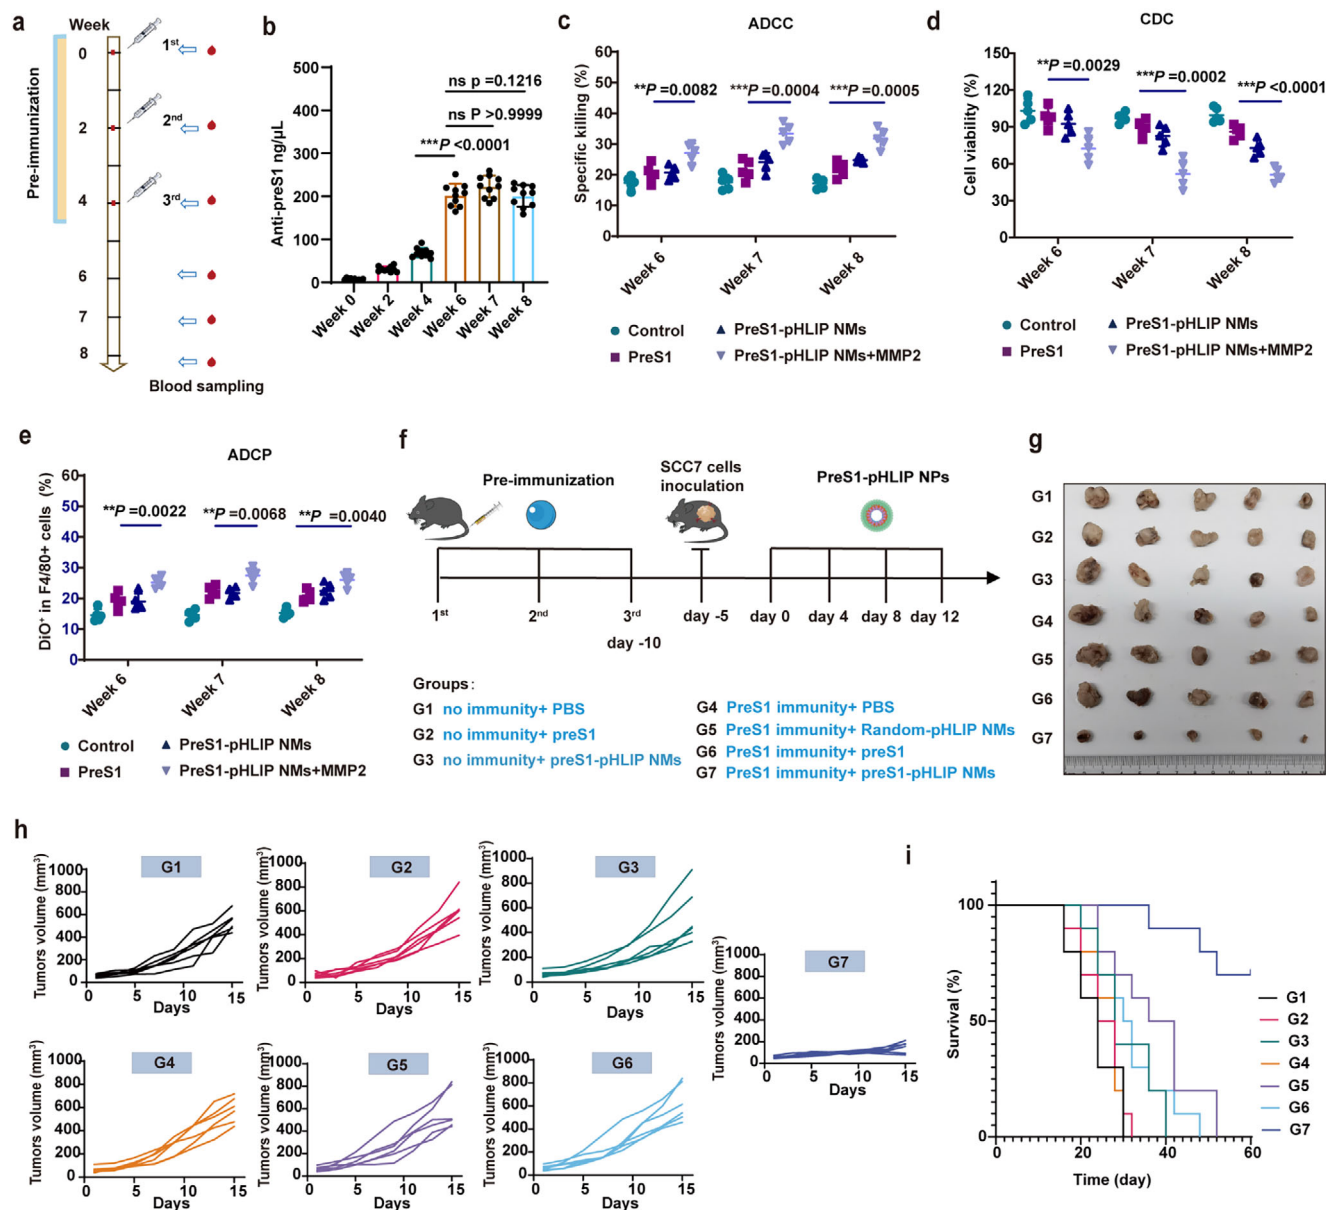 a
Week
Pre-immunization
0
2
4
6
7
8
1st
2nd
3rd
Blood sampling
b
Anti-preS1 ng/µL
500
400
300
200
100
0
ns p =0.1216
ns P >0.9999
***P <0.0001
Week 0
Week 2
Week 4
Week 6
Week 7
Week 8
c
ADCC
Specific killing (%)
60
50
40
30
20
10
0
**P =0.0082
***P =0.0004
***P =0.0005
Week 6
Week 7
Week 8
Control
PreS1
PreS1-pHLIP NMs
PreS1-pHLIP NMs+MMP2
d
CDC
Cell viability (%)
150
120
90
60
30
0
**P =0.0029
***P =0.0002
***P <0.0001
Week 6
Week 7
Week 8
Control
PreS1
PreS1-pHLIP NMs
PreS1-pHLIP NMs+MMP2
e
ADCP
DiO+ in F4/80+ cells (%)
60
50
40
30
20
10
0
**P =0.0022
**P =0.0068
**P =0.0040
Week 6
Week 7
Week 8
Control
PreS1
PreS1-pHLIP NMs
PreS1-pHLIP NMs+MMP2
f
Pre-immunization
SCC7 cells
inoculation
PreS1-pHLIP NPs
1st
2nd
3rd
day -10
day -5
day 0
day 4
day 8
day 12
Groups:
G1 no immunity+ PBS
G2 no immunity+ preS1
G3 no immunity+ preS1-pHLIP NMs
G4 PreS1 immunity+ PBS
G5 PreS1 immunity+ Random-pHLIP NMs
G6 PreS1 immunity+ preS1
G7 PreS1 immunity+ preS1-pHLIP NMs
g
G1
G2
G3
G4
G5
G6
G7
h
Tumors volume (mm3)
1000
800
600
400
200
0
G1
0 5 10 15
Days
Tumors volume (mm3)
1000
800
600
400
200
0
G2
0 5 10 15
Days
Tumors volume (mm3)
1000
800
600
400
200
0
G3
0 5 10 15
Days
Tumors volume (mm3)
1000
800
600
400
200
0
G4
0 5 10 15
Days
Tumors volume (mm3)
1000
800
600
400
200
0
G5
0 5 10 15
Days
Tumors volume (mm3)
1000
800
600
400
200
0
G6
0 5 10 15
Days
Tumors volume (mm3)
1000
800
600
400
200
0
G7
0 5 10 15
Days
i
Survival (%)
100
50
0
0 20 40 60
Time (day)
G1
G2
G3
G4
G5
G6
G7